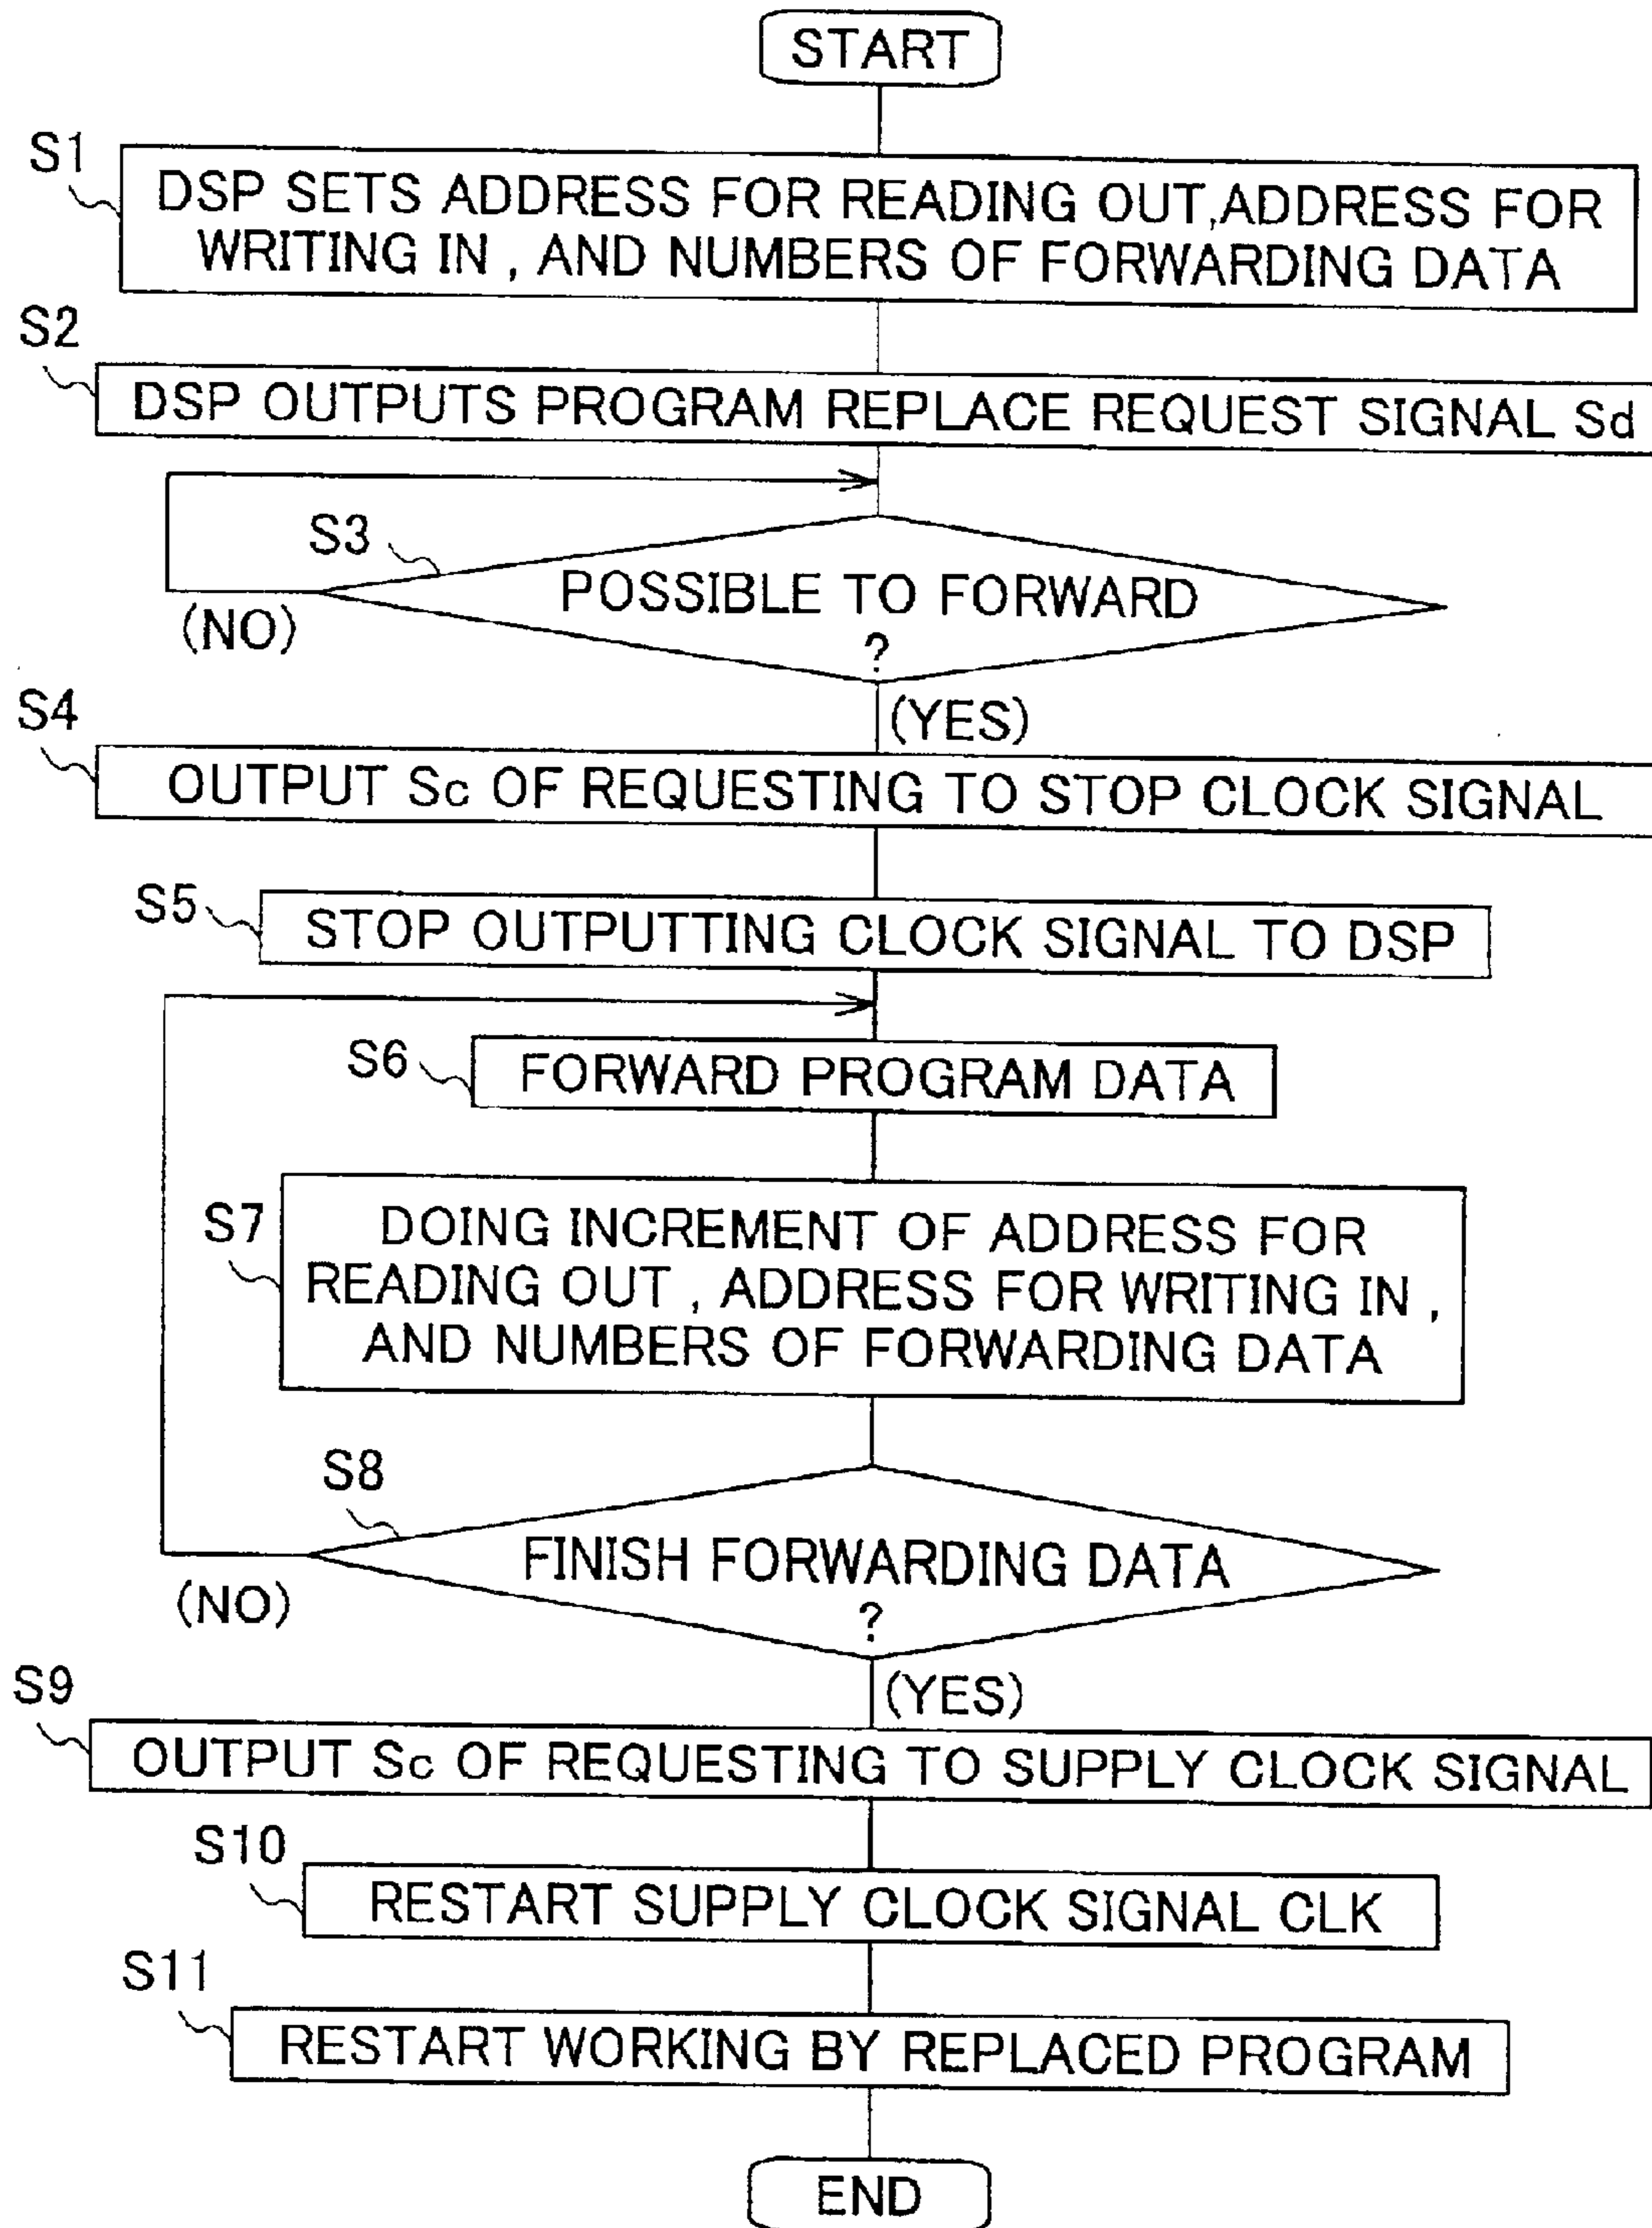 START
S1
DSP SETS ADDRESS FOR READING OUT,ADDRESS FOR
WRITING IN , AND NUMBERS OF FORWARDING DATA
S2
DSP OUTPUTS PROGRAM REPLACE REQUEST SIGNAL Sd
S3
POSSIBLE TO FORWARD
?
(NO)
(YES)
S4
OUTPUT Sc OF REQUESTING TO STOP CLOCK SIGNAL
S5
STOP OUTPUTTING CLOCK SIGNAL TO DSP
S6
FORWARD PROGRAM DATA
S7
DOING INCREMENT OF ADDRESS FOR
READING OUT , ADDRESS FOR WRITING IN ,
AND NUMBERS OF FORWARDING DATA
S8
FINISH FORWARDING DATA
?
(NO)
(YES)
S9
OUTPUT Sc OF REQUESTING TO SUPPLY CLOCK SIGNAL
S10
RESTART SUPPLY CLOCK SIGNAL CLK
S11
RESTART WORKING BY REPLACED PROGRAM
END